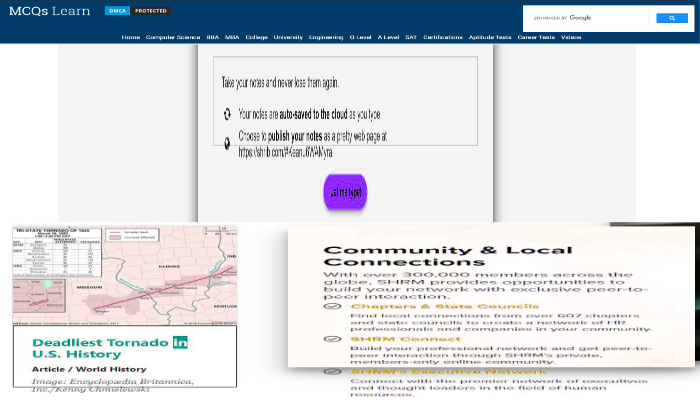 MCQs Learn
DMCA PROTECTED
ENHANCED BY Google
Home Computer Science BBA MBA College University Engineering O Level A Level SAT Certifications Aptitude Tests Career Tests Videos
Take your notes and never lose them again.
Your notes are auto-saved to the cloud as you type.
Choose to publish your notes as a pretty web page at
Let me type!
TRI-STATE TORNADO OF 1925
ILLINOIS
IND
MISSOURI
KENTUCKY
Deadliest Tornado in
U.S. History
Article / World History
Image: Encyclopædia Britannica,
Inc./Kenny Chmielewski
Community & Local
Connections
With over 300,000 members across the
globe, SHRM provides opportunities to
build your network with exclusive peer-to-
peer interaction.
Chapters & State Councils
Find local connections from over 607 chapters
and state councils to create a network of HR
professionals and companies your community.
SHRM Connect
Build your professional network and get peer-to-
peer interaction through SHRM's private,
members-only online community.
SHRM's Executive Network
Connect with the premier network of executives
and thought leaders in the field of human
resources.